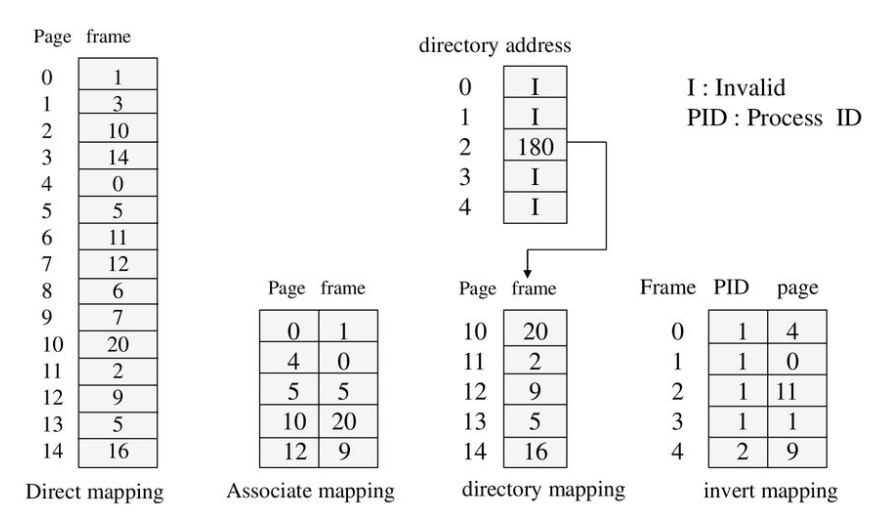 Page frame
0 1
1 3
2 10
3 14
4 0
5 5
6 11
7 12
8 6
9 7
10 20
11 2
12 9
13 5
14 16
Direct mapping
Page frame
0 1
4 0
5 5
10 20
12 9
Associate mapping
directory address
0 I
1 I
2 180
3 I
4 I
Page frame
10 20
11 2
12 9
13 5
14 16
directory mapping
I : Invalid
PID : Process ID
Frame PID page
0 1 4
1 1 0
2 1 11
3 1 1
4 2 9
invert mapping